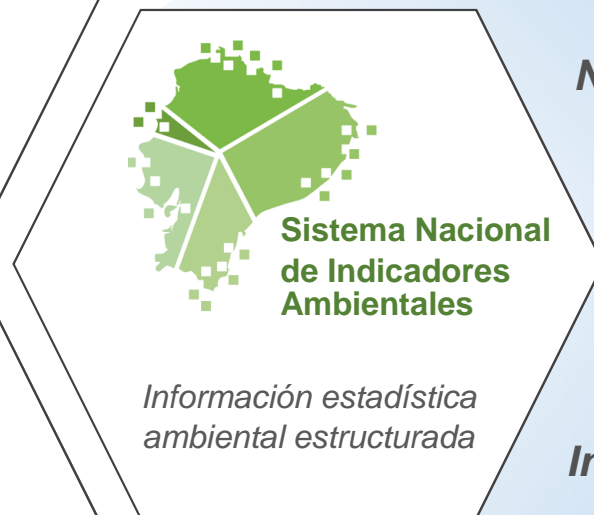 Sistema Nacional
de Indicadores
Ambientales
Información estadística
ambiental estructurada